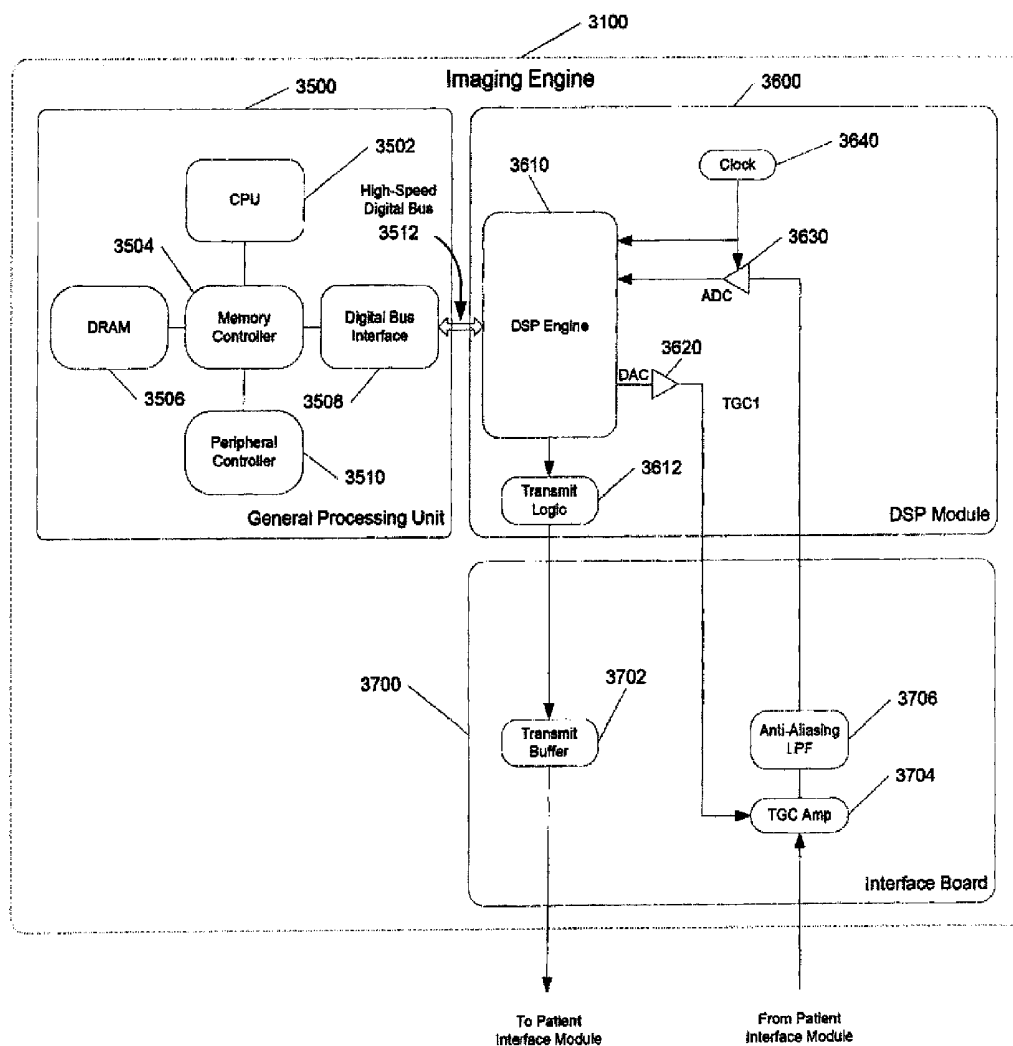 3100
Imaging Engine
3500
3600
3502
CPU
High-Speed
Digital Bus
3512
3504
DRAM
Memory
Controller
Digital Bus
Interface
3506
3508
Peripheral
Controller
3510
General Processing Unit
3610
3640
Clock
3630
ADC
DSP Engine
3620
DAC
TGC1
3612
Transmit
Logic
DSP Module
3700
3702
Transmit
Buffer
3706
Anti-Aliasing
LPF
3704
TGC Amp
Interface Board
To Patient
Interface Module
From Patient
Interface Module